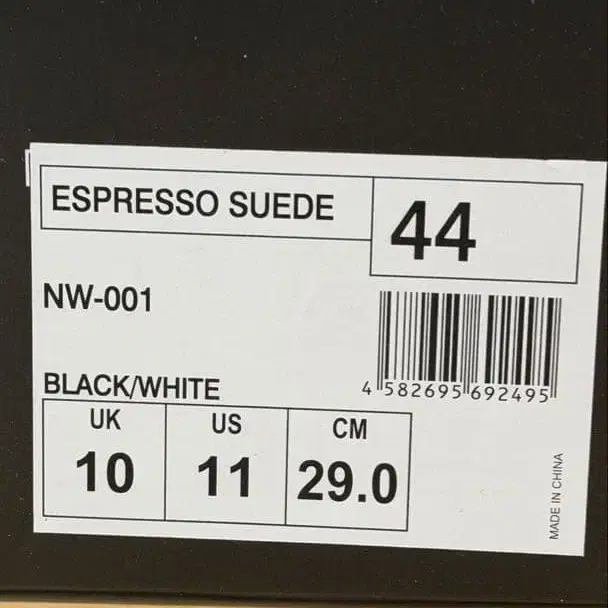 ESPRESSO SUEDE
44
NW-001
4 582695 692495
BLACK/WHITE
UK US CM
10 11 29.0
MADE IN CHINA